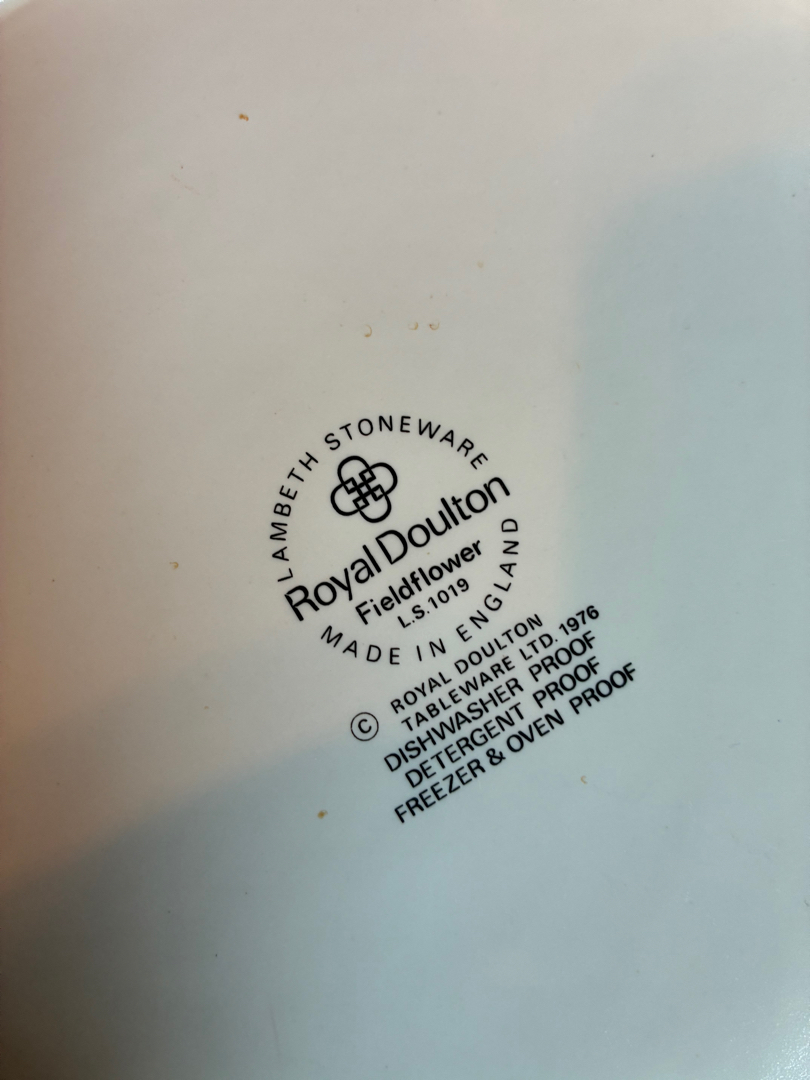 LAMBETH STONEWARE
Royal Doulton
Fieldflower
L.S.1019
MADE IN ENGLAND
© ROYAL DOULTON
TABLEWARE LTD. 1976
DISHWASHER PROOF
DETERGENT PROOF
FREEZER & OVEN PROOF